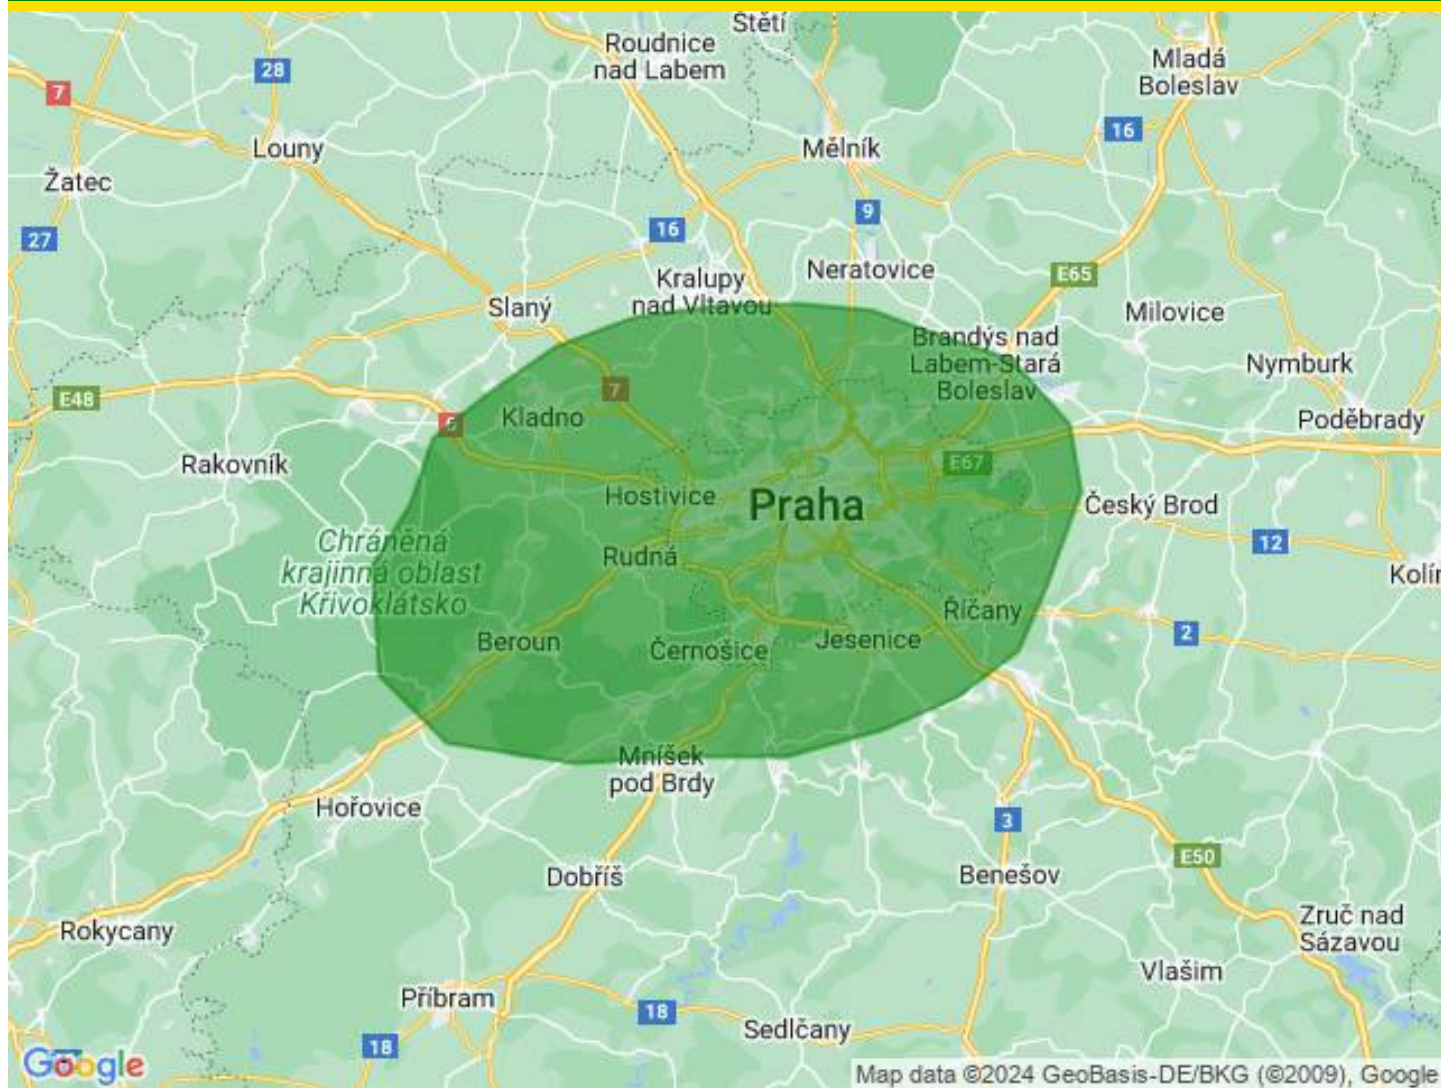 Štětí
Roudnice
nad Labem
Mladá
Boleslav
28
7
16
Louny
Mělník
Žatec
9
16
27
Neratovice
Kralupy
nad Vltavou
E65
Slaný
Milovice
Brandýs nad
Labem-Stará
Boleslav
Nymburk
7
E48
Kladno
6
Poděbrady
Rakovník
E67
Hostivice
Praha
Český Brod
Chráněná
krajinná oblast
Křivoklátsko
12
Rudná
Kolín
Říčany
Beroun
Černošice
Jesenice
2
Mníšek
pod Brdy
Hořovice
3
E50
Dobříš
Benešov
Rokycany
Zruč nad
Sázavou
Vlašim
Příbram
18
Sedlčany
18
Google
Map data ©2024 GeoBasis-DE/BKG (©2009), Google